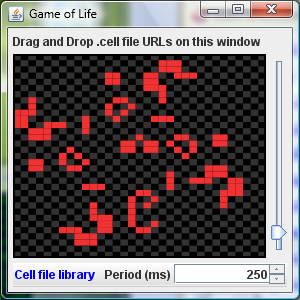 Game of Life
Drag and Drop .cell file URLs on this window
Cell file library Period (ms) 250